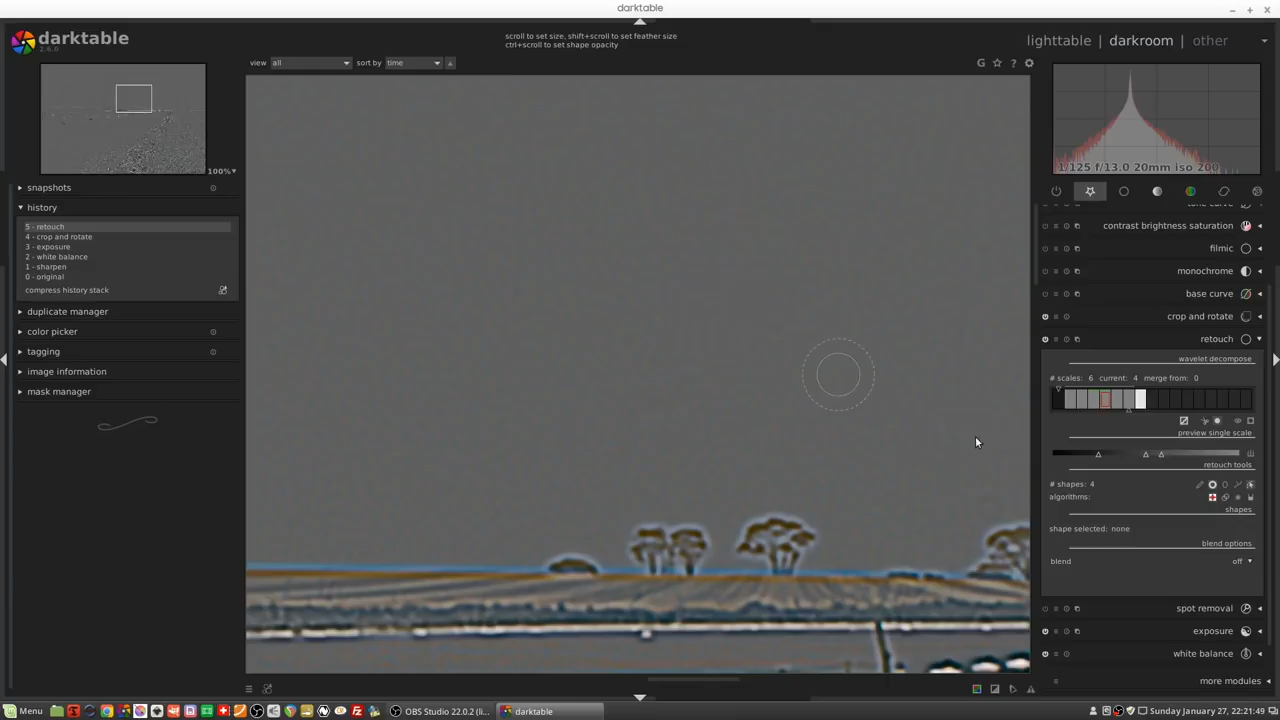 darktable
darktable
2.6.0
scroll to set size, shift+scroll to set feather size
ctrl+scroll to set shape opacity
lighttable | darkroom | other
view all sort by time
G ?
100%
1/125 f/13.0 20mm iso 200
snapshots
history
5 - retouch
4 - crop and rotate
3 - exposure
2 - white balance
1 - sharpen
0 - original
compress history stack
duplicate manager
color picker
tagging
image information
mask manager
tone curve
contrast brightness saturation
filmic
monochrome
base curve
crop and rotate
retouch
wavelet decompose
# scales: 6 current: 4 merge from: 0
preview single scale
retouch tools
# shapes: 4
algorithms:
shapes
shape selected: none
blend options
blend off
spot removal
exposure
white balance
more modules
Menu
OBS Studio 22.0.2 (li...
darktable
Sunday January 27, 22:21:49